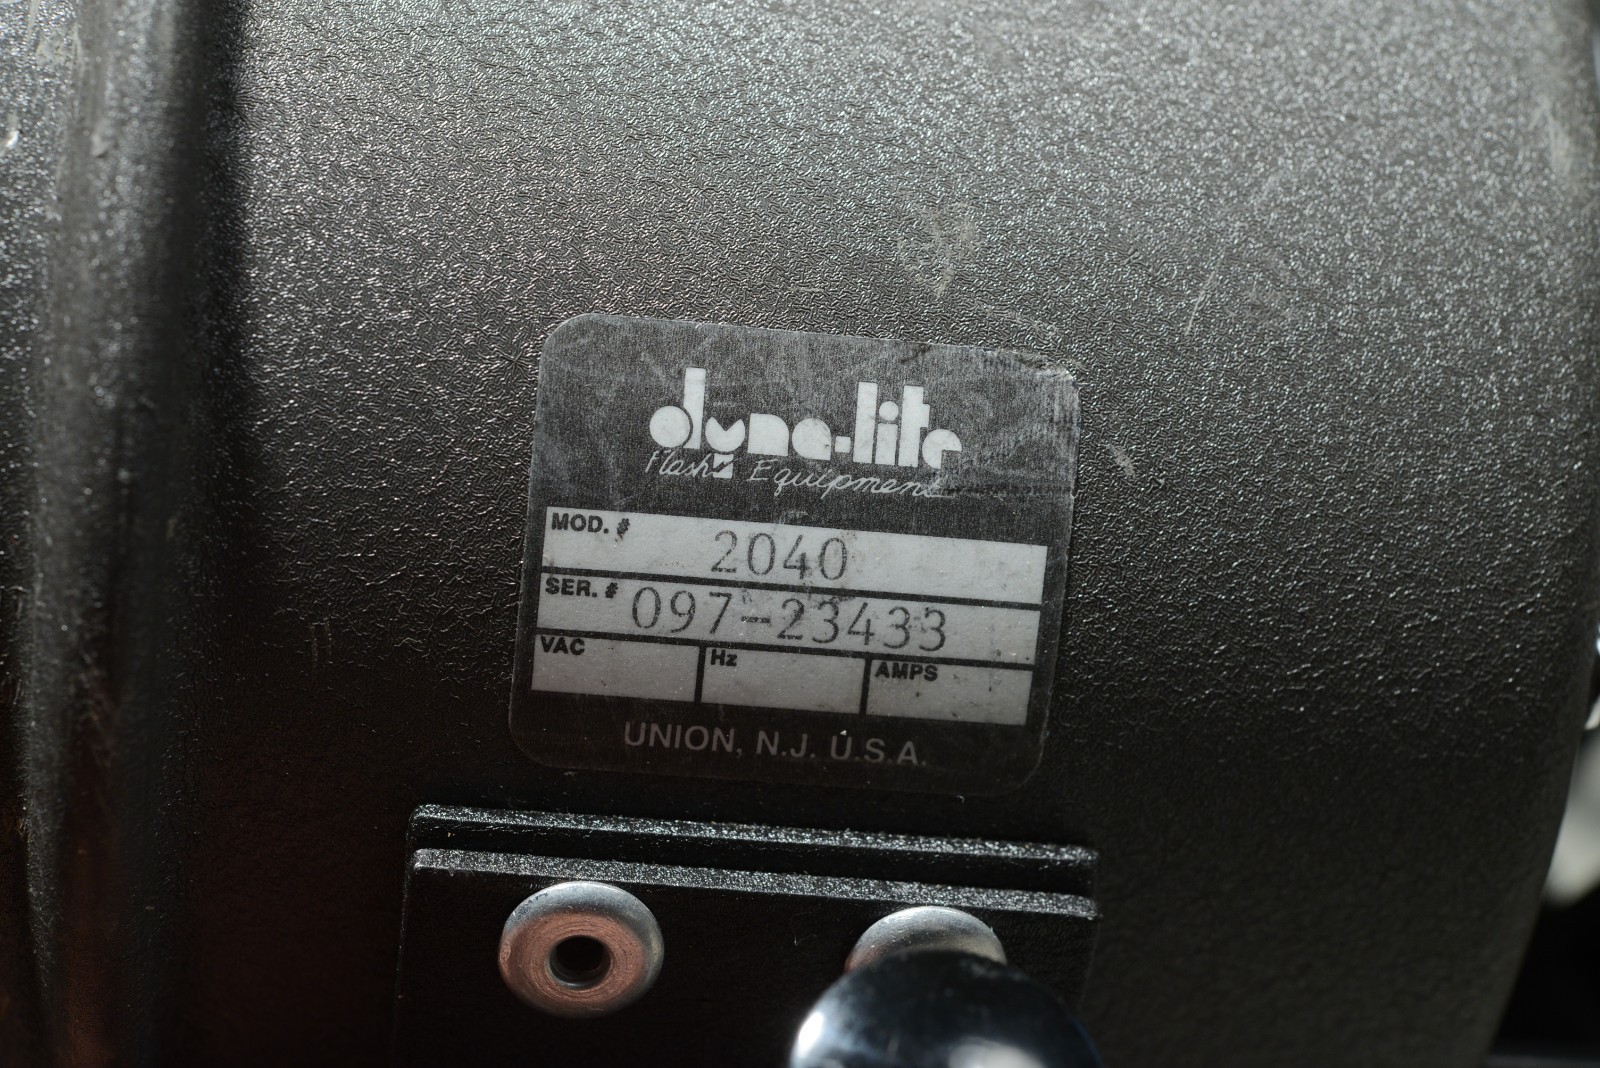 dyna-lite
Flash Equipment
MOD. # 2040
SER. # 097-23433
VAC Hz AMPS
UNION, N.J. U.S.A.